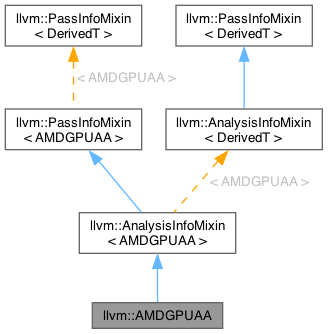 llvm::PassInfoMixin
< DerivedT >
llvm::PassInfoMixin
< DerivedT >
< AMDGPUAA >
llvm::PassInfoMixin
< AMDGPUAA >
llvm::AnalysisInfoMixin
< DerivedT >
< AMDGPUAA >
llvm::AnalysisInfoMixin
< AMDGPUAA >
llvm::AMDGPUAA